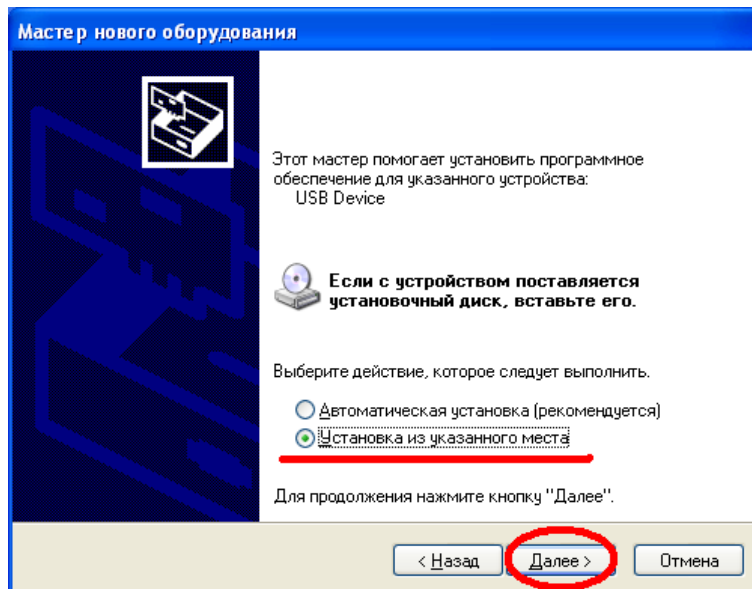 Мастер нового оборудования
Этот мастер помогает установить программное
обеспечение для указанного устройства:
USB Device
Если с устройством поставляется
установочный диск, вставьте его.
Выберите действие, которое следует выполнить.
Автоматическая установка (рекомендуется)
Установка из указанного места
Для продолжения нажмите кнопку "Далее".
< Назад
Далее >
Отмена